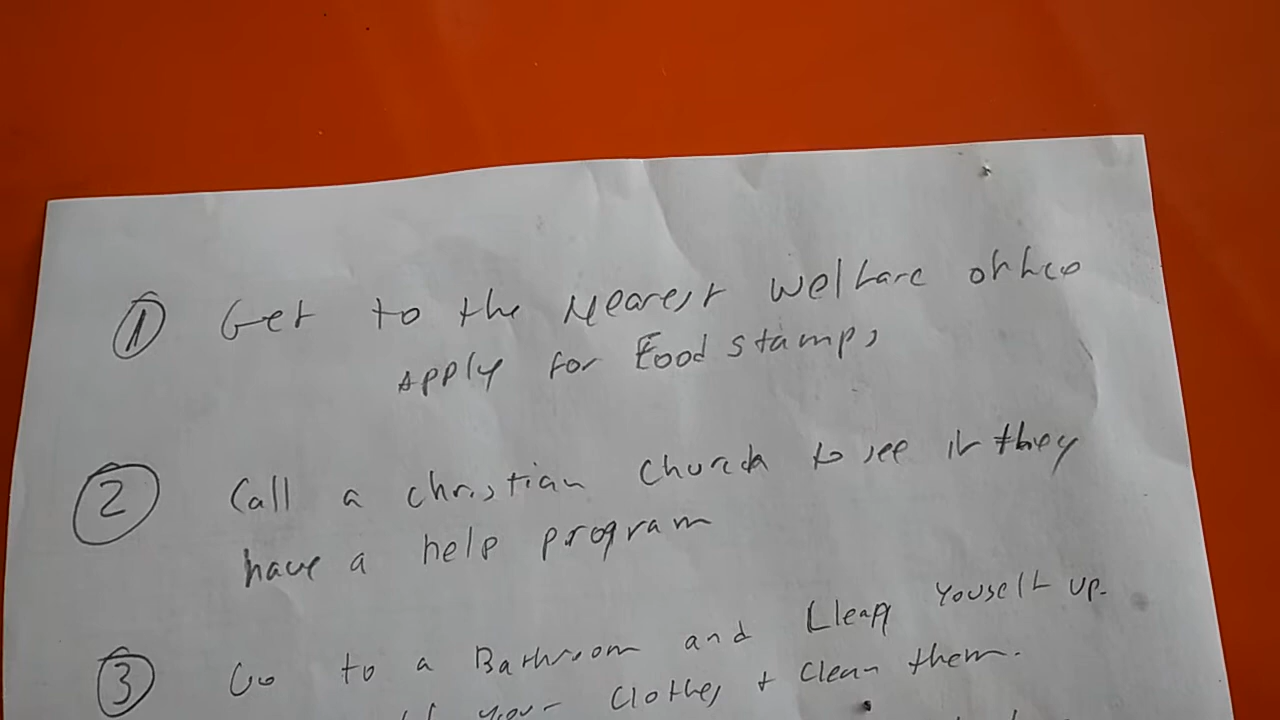 ① Get to the Nearest welfare office
Apply for Food stamps
② Call a christian church to see if they
have a help program
③ Go to a Bathroom and Clean Youself up.
your clothes + clean them.